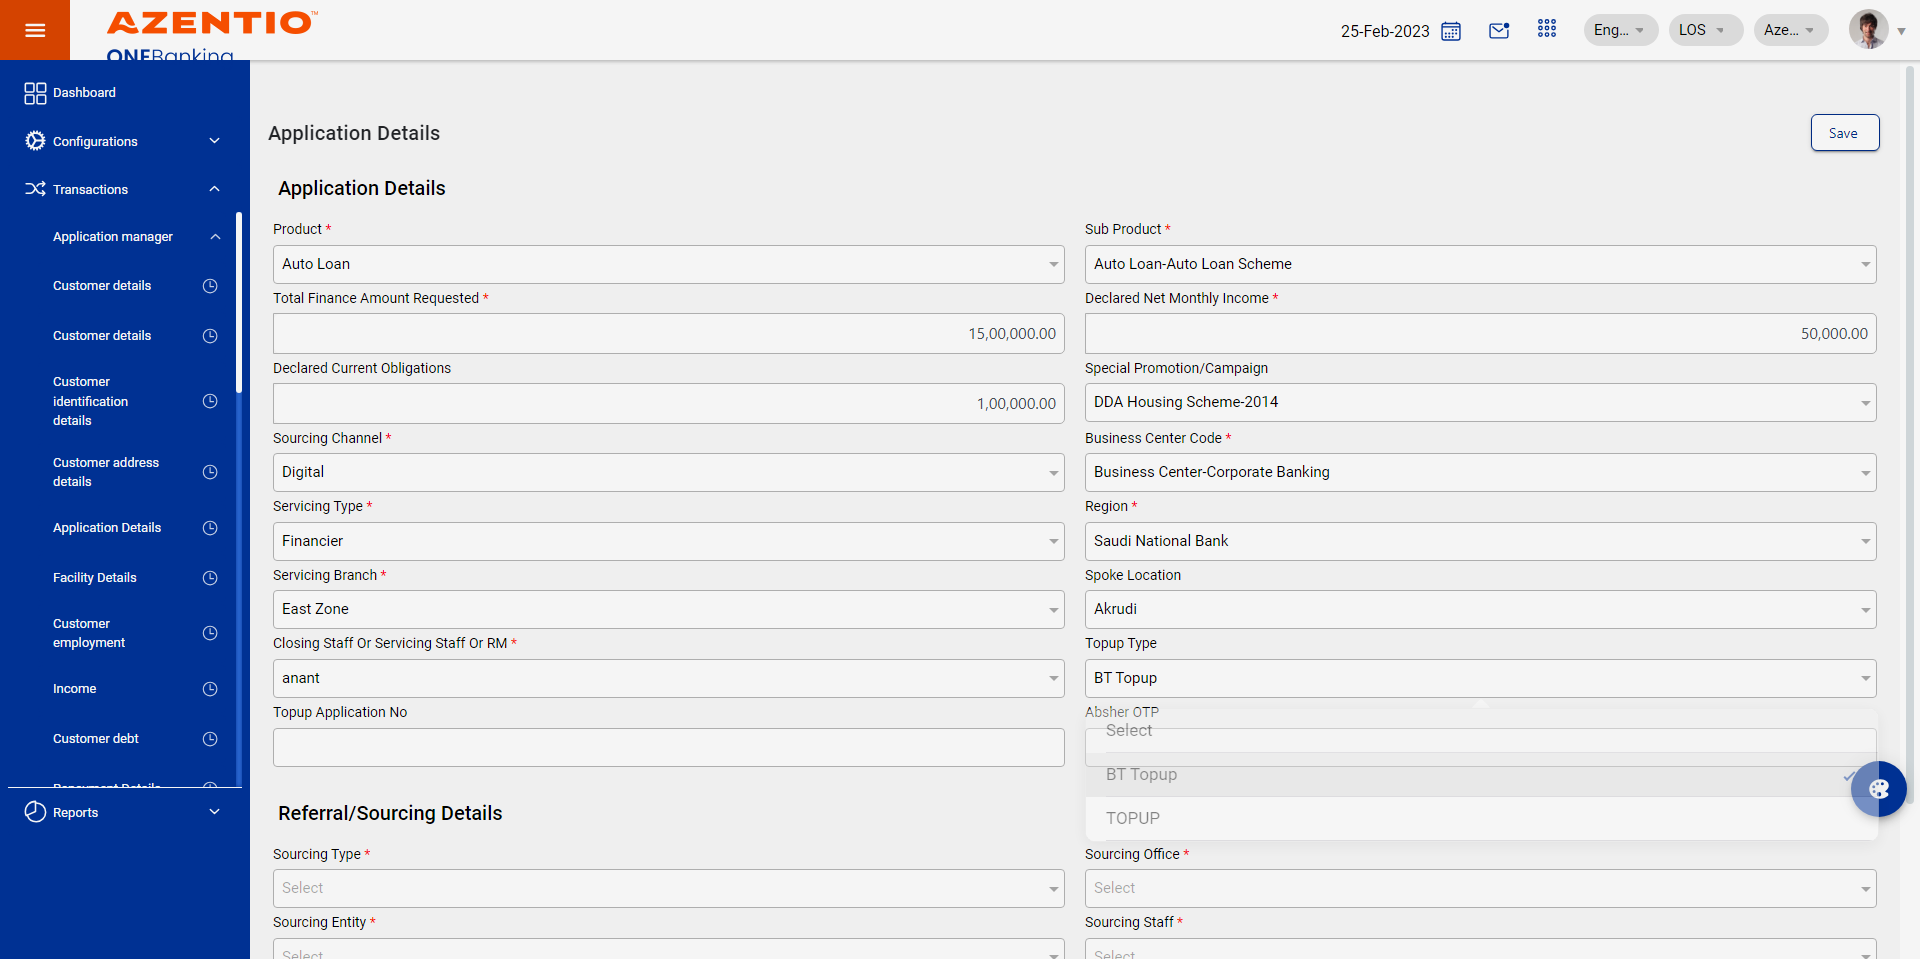 AZENTIO™
ONEBanking
25-Feb-2023
Eng...
LOS
Aze...
Dashboard
Configurations
Transactions
Application manager
Customer details
Customer details
Customer
identification
details
Customer address
details
Application Details
Facility Details
Customer
employment
Income
Customer debt
Repayment Details
Reports
Application Details
Save
Application Details
Product *
Sub Product *
Auto Loan
Auto Loan-Auto Loan Scheme
Total Finance Amount Requested *
Declared Net Monthly Income *
15,00,000.00
50,000.00
Declared Current Obligations
Special Promotion/Campaign
1,00,000.00
DDA Housing Scheme-2014
Sourcing Channel *
Business Center Code *
Digital
Business Center-Corporate Banking
Servicing Type *
Region *
Financier
Saudi National Bank
Servicing Branch *
Spoke Location
East Zone
Akrudi
Closing Staff Or Servicing Staff Or RM *
Topup Type
anant
BT Topup
Topup Application No
Absher OTP
Select
BT Topup
TOPUP
Referral/Sourcing Details
Sourcing Type *
Sourcing Office *
Select
Select
Sourcing Entity *
Sourcing Staff *
Select
Select